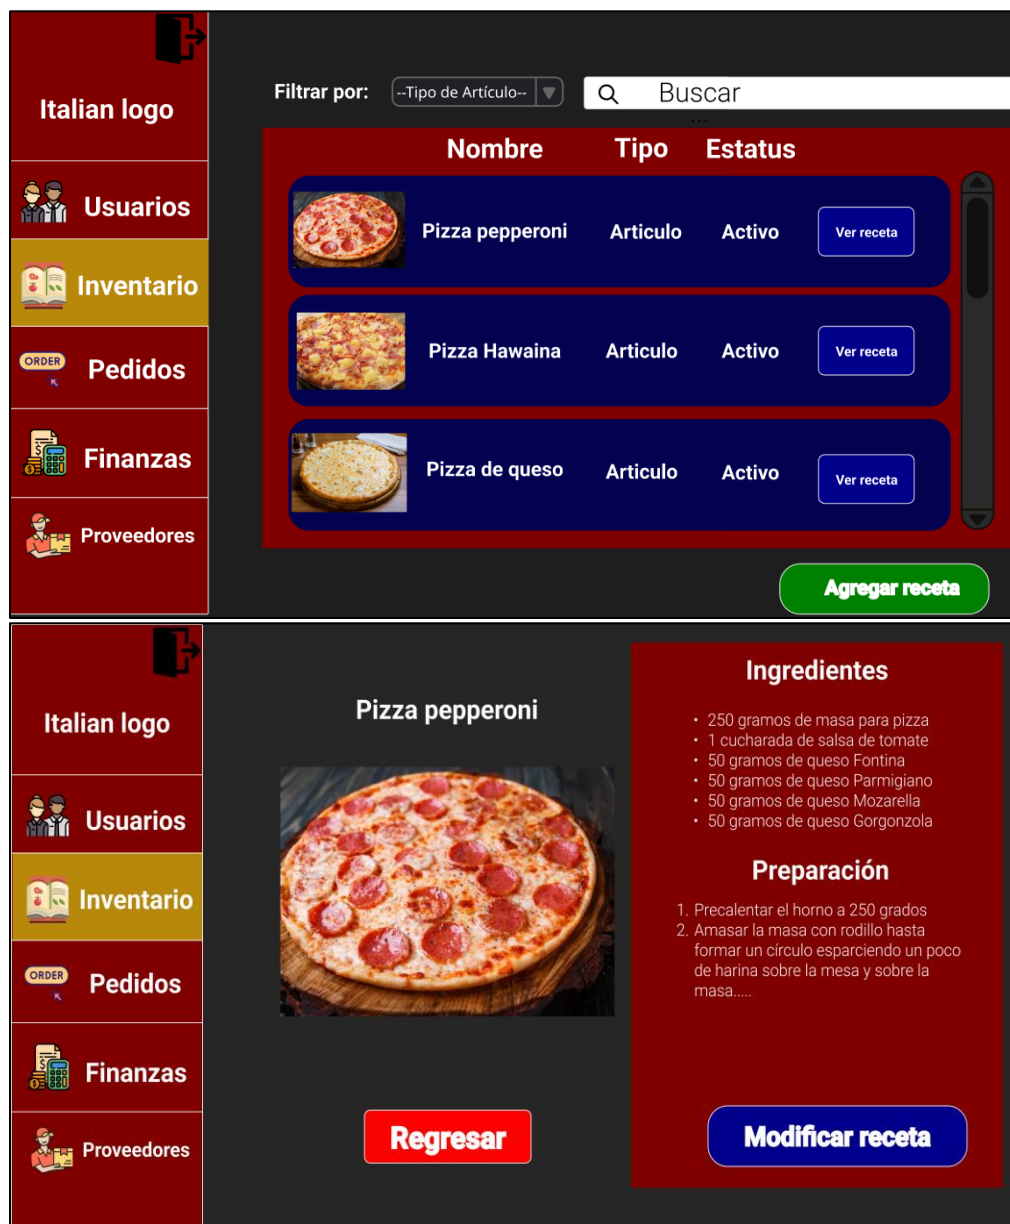 Italian logo
Usuarios
Inventario
ORDER
Pedidos
Finanzas
Proveedores
Filtrar por:
--Tipo de Artículo--
Buscar
...
Nombre Tipo Estatus
Pizza pepperoni Articulo Activo Ver receta
Pizza Hawaina Articulo Activo Ver receta
Pizza de queso Articulo Activo Ver receta
Agregar receta
Italian logo
Usuarios
Inventario
ORDER
Pedidos
Finanzas
Proveedores
Pizza pepperoni
Regresar
Ingredientes
• 250 gramos de masa para pizza
• 1 cucharada de salsa de tomate
• 50 gramos de queso Fontina
• 50 gramos de queso Parmigiano
• 50 gramos de queso Mozarella
• 50 gramos de queso Gorgonzola
Preparación
1. Precalentar el horno a 250 grados
2. Amasar la masa con rodillo hasta
formar un círculo esparciendo un poco
de harina sobre la mesa y sobre la
masa.....
Modificar receta